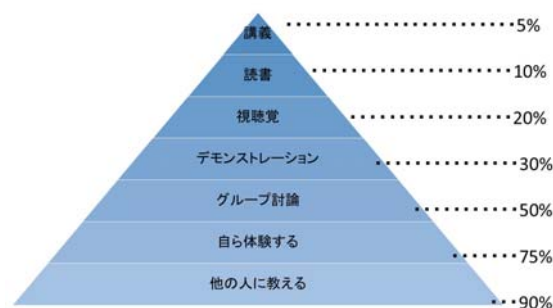 講義 5%
読書 10%
視聴覚 20%
デモンストレーション 30%
グループ討論 50%
自ら体験する 75%
他の人に教える 90%